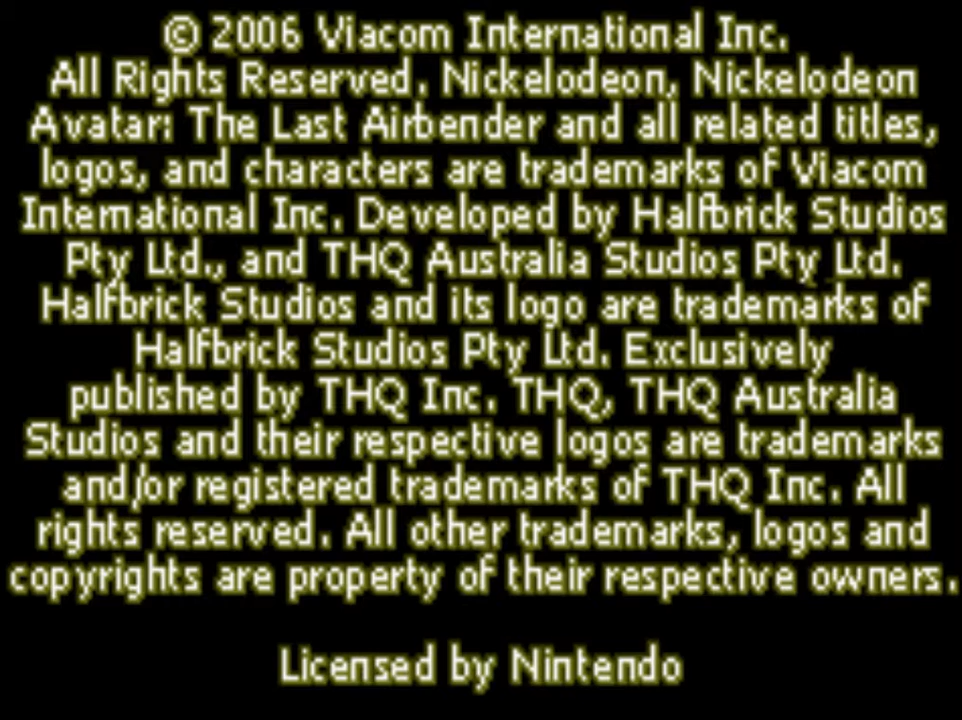 © 2006 Viacom International Inc.
All Rights Reserved. Nickelodeon, Nickelodeon
Avatar: The Last Airbender and all related titles,
logos, and characters are trademarks of Viacom
International Inc. Developed by Halfbrick Studios
Pty Ltd., and THQ Australia Studios Pty Ltd.
Halfbrick Studios and its logo are trademarks of
Halfbrick Studios Pty Ltd. Exclusively
published by THQ Inc. THQ, THQ Australia
Studios and their respective logos are trademarks
and/or registered trademarks of THQ Inc. All
rights reserved. All other trademarks, logos and
copyrights are property of their respective owners.
Licensed by Nintendo